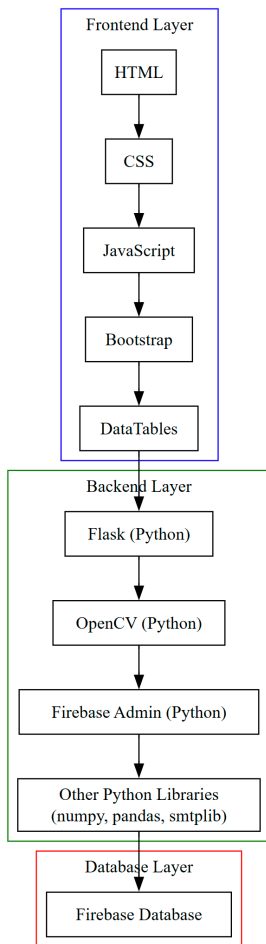 Frontend Layer
HTML
CSS
JavaScript
Bootstrap
DataTables
Backend Layer
Flask (Python)
OpenCV (Python)
Firebase Admin (Python)
Other Python Libraries
(numpy, pandas, smtplib)
Database Layer
Firebase Database